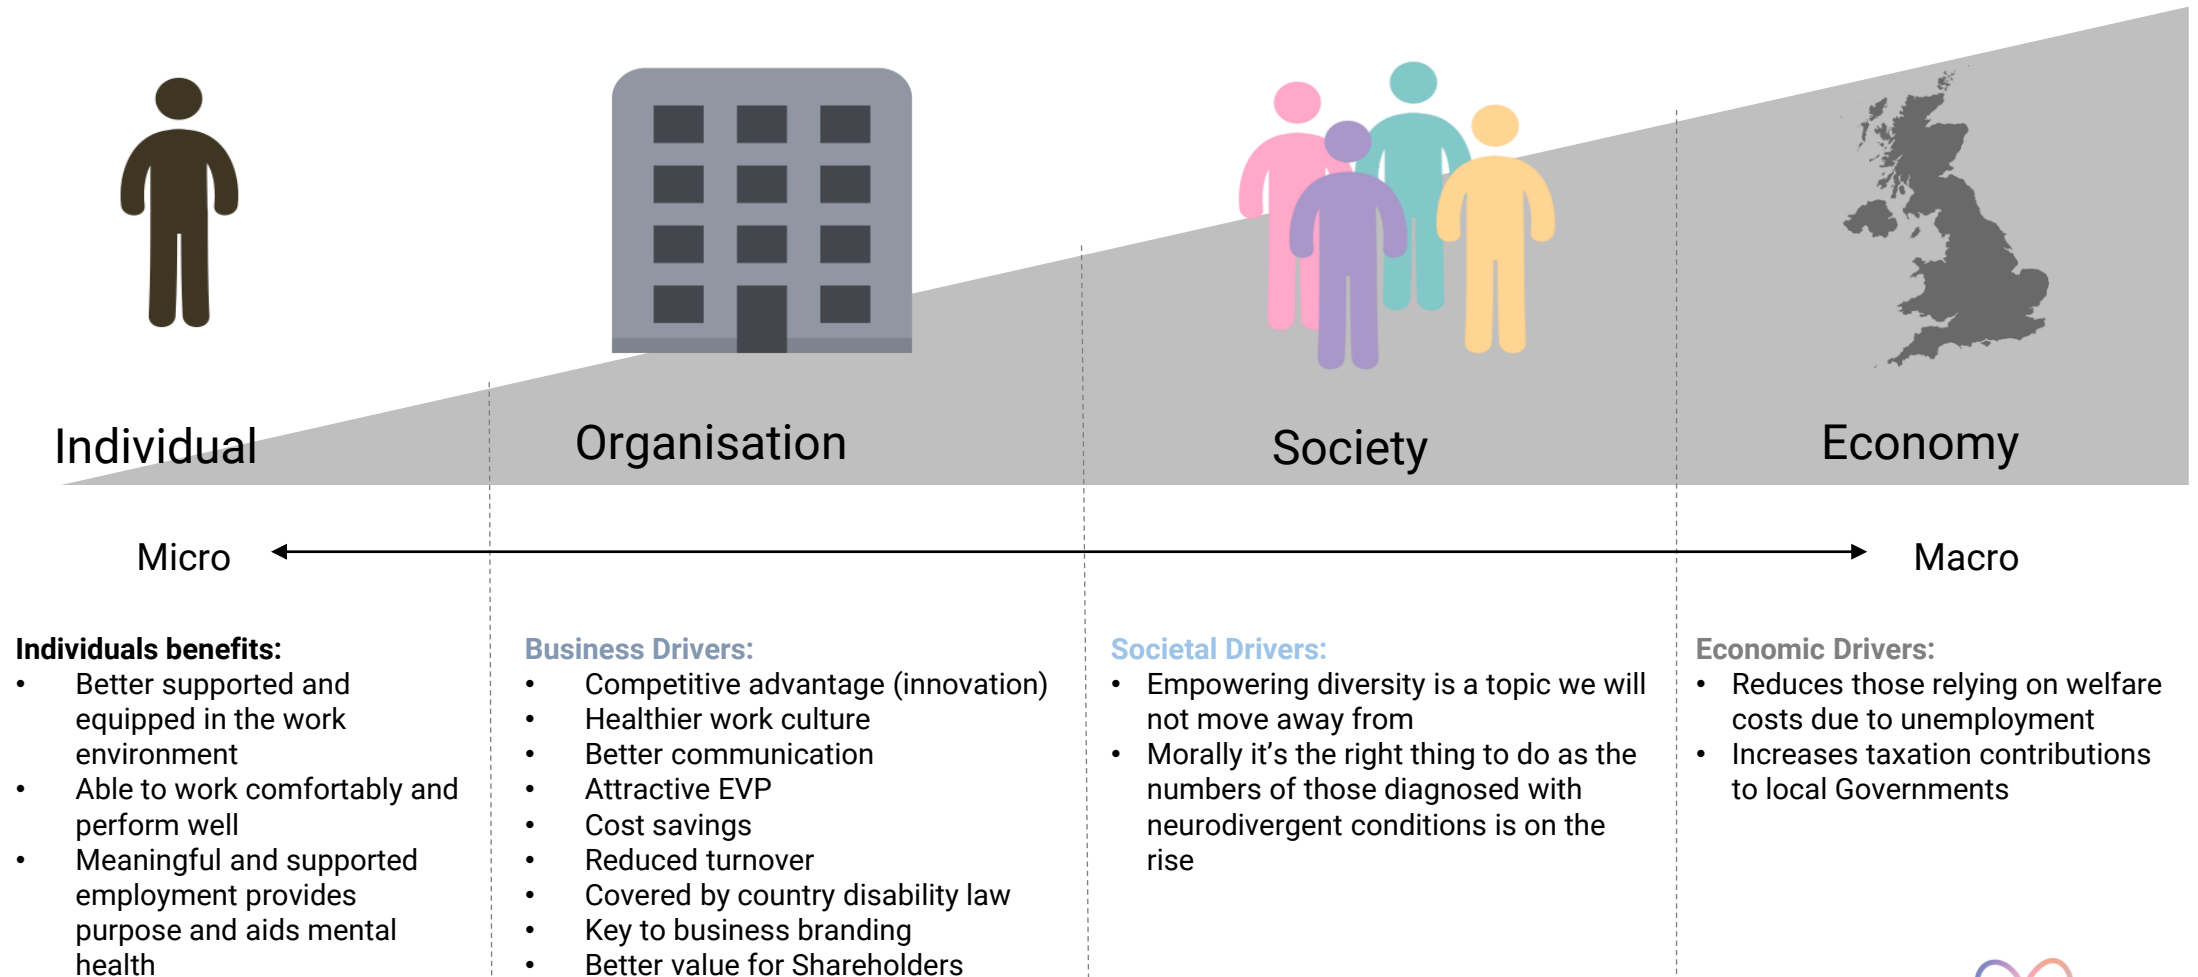 Individual
Organisation
Society
Economy
Micro
Macro
Individuals benefits:
• Better supported and
equipped in the work
environment
• Able to work comfortably and
perform well
• Meaningful and supported
employment provides
purpose and aids mental
health
Business Drivers:
• Competitive advantage (innovation)
• Healthier work culture
• Better communication
• Attractive EVP
• Cost savings
• Reduced turnover
• Covered by country disability law
• Key to business branding
• Better value for Shareholders
Societal Drivers:
• Empowering diversity is a topic we will
not move away from
• Morally it’s the right thing to do as the
numbers of those diagnosed with
neurodivergent conditions is on the
rise
Economic Drivers:
• Reduces those relying on welfare
costs due to unemployment
• Increases taxation contributions
to local Governments